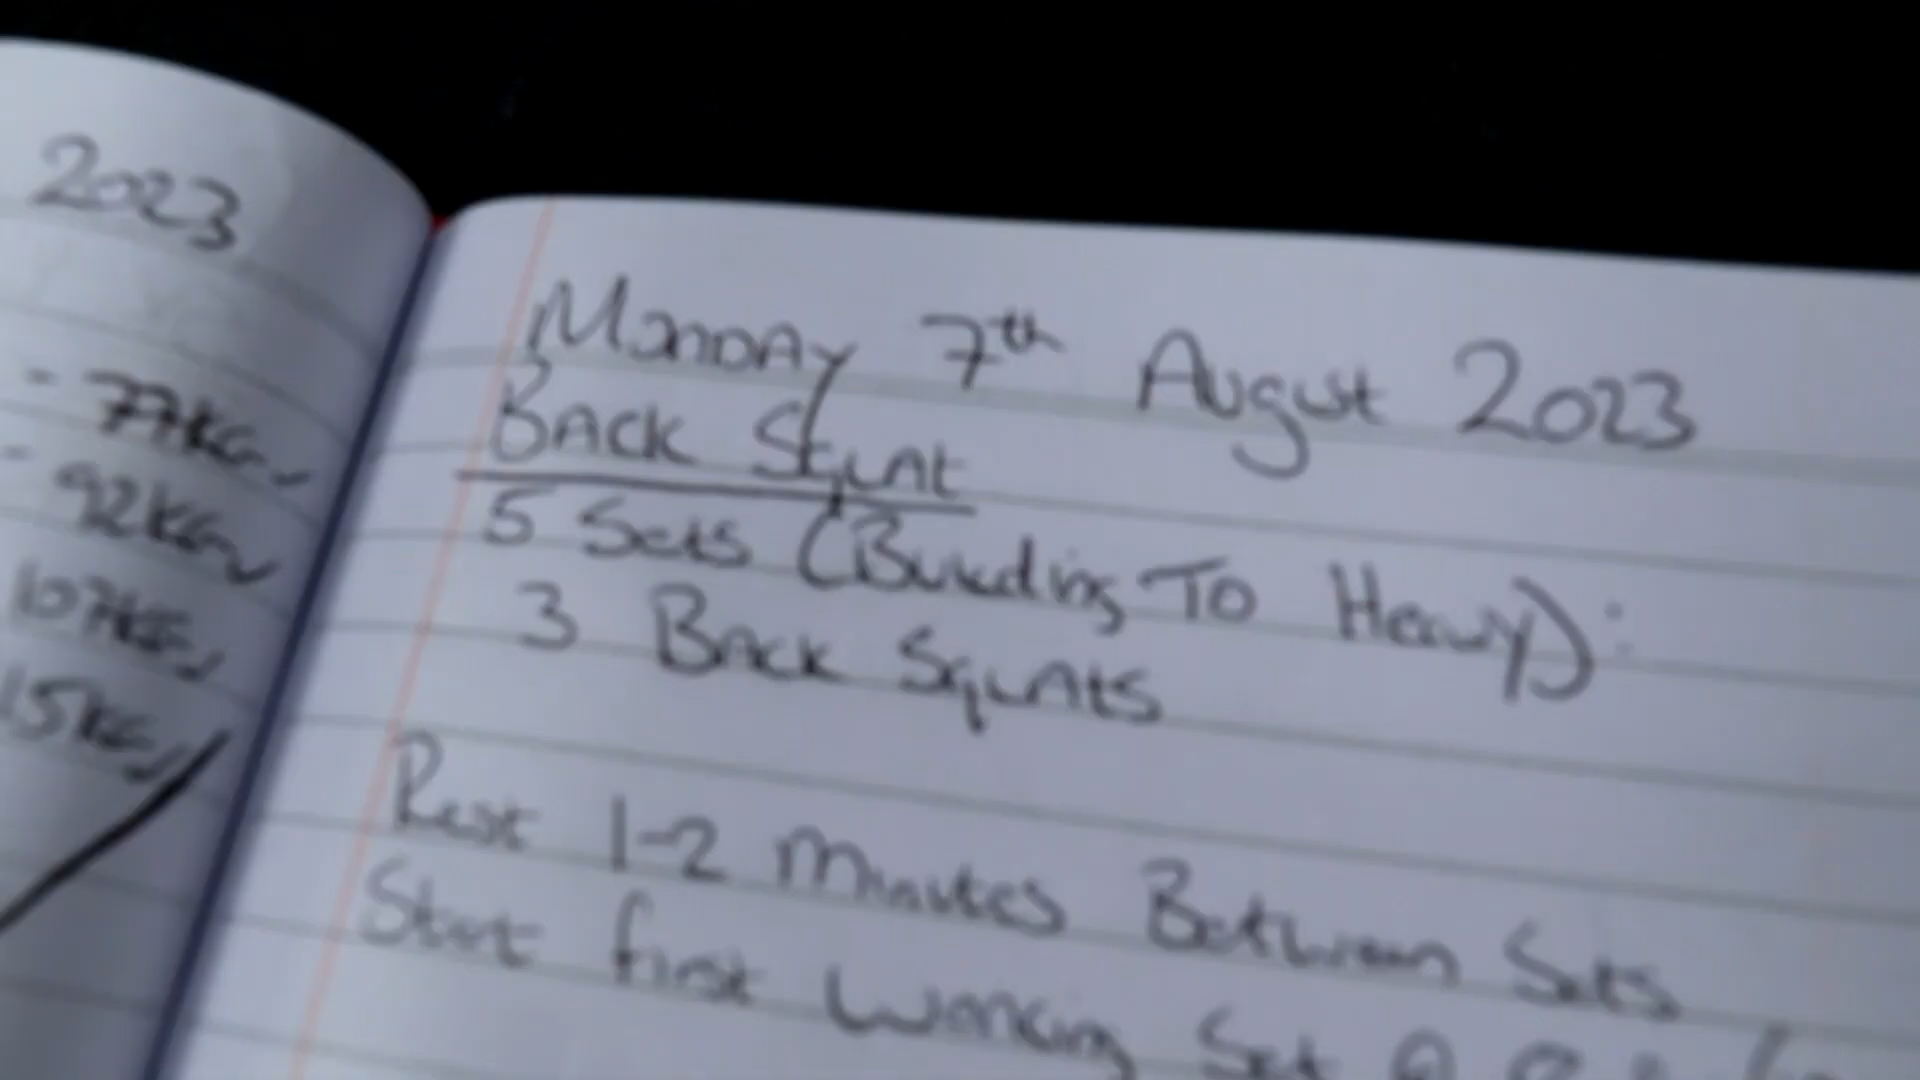 2023
- 77KG
- 92KG
107KG
15KG
Monday 7th August 2023
Back Squat
5 Sets (Building To Heavy):
3 Back Squats
Rest 1-2 Minutes Between Sets
Start first Working Set @